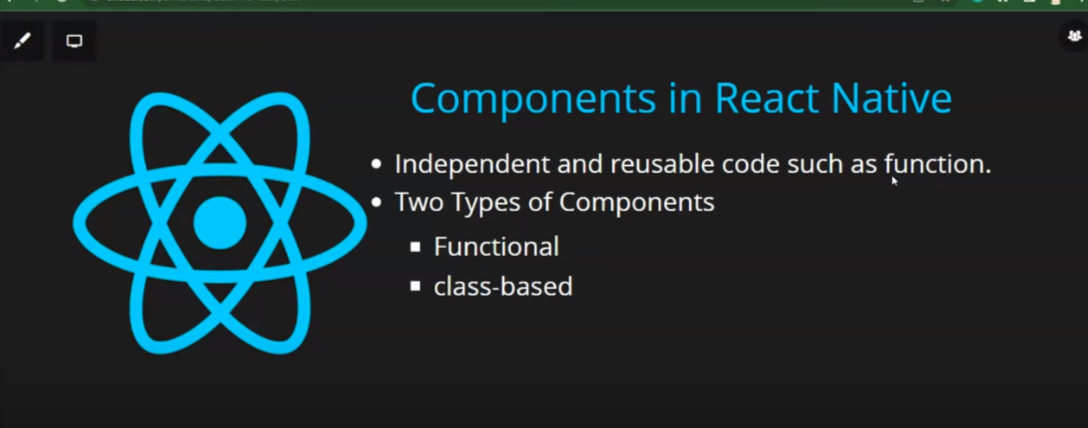 Components in React Native
Independent and reusable code such as function.
Two Types of Components
Functional
class-based